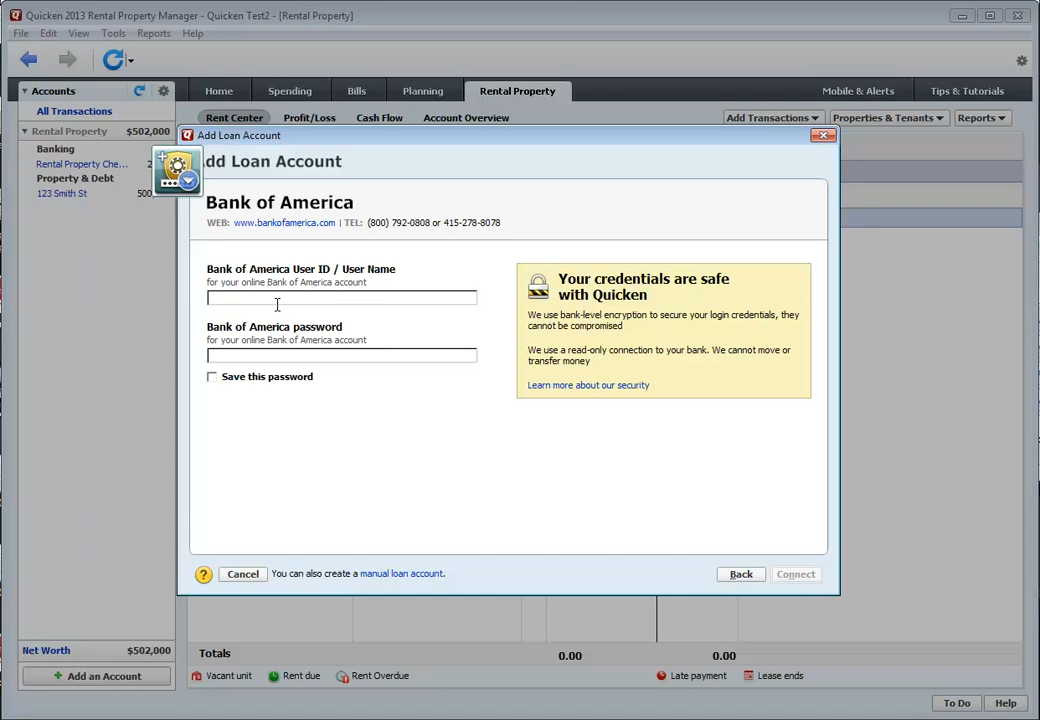 Quicken 2013 Rental Property Manager - Quicken Test2 - [Rental Property]
File Edit View Tools Reports Help
Accounts
Home Spending Bills Planning Rental Property Mobile & Alerts Tips & Tutorials
All Transactions
Rent Center Profit/Loss Cash Flow Account Overview Add Transactions Properties & Tenants Reports
Rental Property $502,000
Banking
Rental Property Che...
Property & Debt
123 Smith St
Add Loan Account
dd Loan Account
Bank of America
WEB: www.bankofamerica.com | TEL: (800) 792-0808 or 415-278-8078
Bank of America User ID / User Name
for your online Bank of America account
Bank of America password
for your online Bank of America account
Save this password
Your credentials are safe
with Quicken
We use bank-level encryption to secure your login credentials, they
cannot be compromised
We use a read-only connection to your bank. We cannot move or
transfer money
Learn more about our security
? Cancel You can also create a manual loan account. Back Connect
Net Worth $502,000
Totals 0.00 0.00
Add an Account
Vacant unit Rent due Rent Overdue Late payment Lease ends
To Do Help